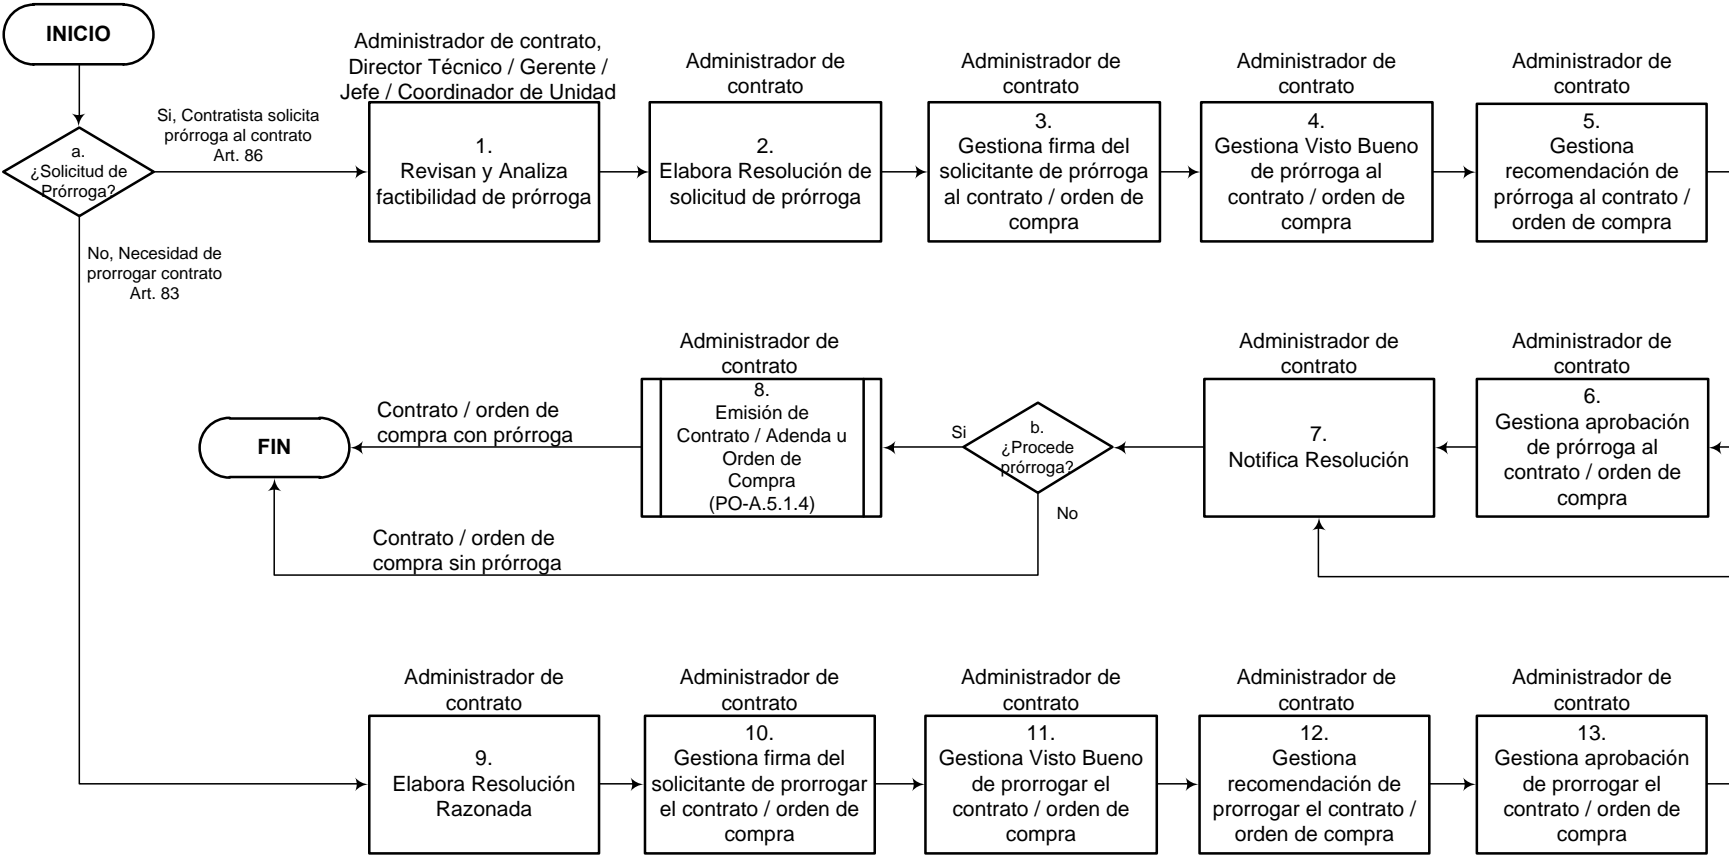 INICIO
a.
¿Solicitud de
Prórroga?
Si, Contratista solicita
prórroga al contrato
Art. 86
No, Necesidad de
prorrogar contrato
Art. 83
Administrador de contrato,
Director Técnico / Gerente /
Jefe / Coordinador de Unidad
1.
Revisan y Analiza
factibilidad de prórroga
Administrador de
contrato
2.
Elabora Resolución de
solicitud de prórroga
Administrador de
contrato
3.
Gestiona firma del
solicitante de prórroga
al contrato / orden de
compra
Administrador de
contrato
4.
Gestiona Visto Bueno
de prórroga al
contrato / orden de
compra
Administrador de
contrato
5.
Gestiona
recomendación de
prórroga al contrato /
orden de compra
Administrador de
contrato
6.
Gestiona aprobación
de prórroga al
contrato / orden de
compra
Administrador de
contrato
7.
Notifica Resolución
b.
¿Procede
prórroga?
Si
No
Administrador de
contrato
8.
Emisión de
Contrato / Adenda u
Orden de
Compra
(PO-A.5.1.4)
Contrato / orden de
compra con prórroga
FIN
Contrato / orden de
compra sin prórroga
Administrador de
contrato
9.
Elabora Resolución
Razonada
Administrador de
contrato
10.
Gestiona firma del
solicitante de prorrogar
el contrato / orden de
compra
Administrador de
contrato
11.
Gestiona Visto Bueno
de prorrogar el
contrato / orden de
compra
Administrador de
contrato
12.
Gestiona
recomendación de
prorrogar el contrato /
orden de compra
Administrador de
contrato
13.
Gestiona aprobación
de prorrogar el
contrato / orden de
compra